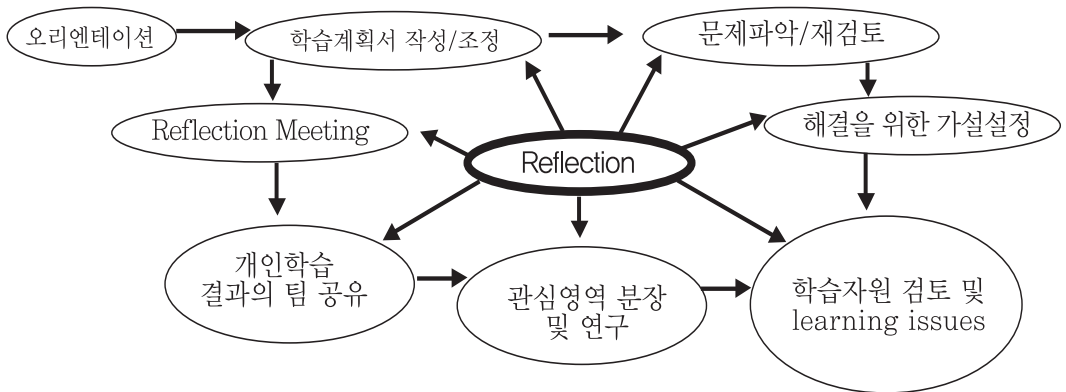 오리엔테이션
학습계획서 작성/조정
문제파악/재검토
Reflection Meeting
Reflection
해결을 위한 가설설정
개인학습
결과의 팀 공유
관심영역 분장
및 연구
학습자원 검토 및
learning issues